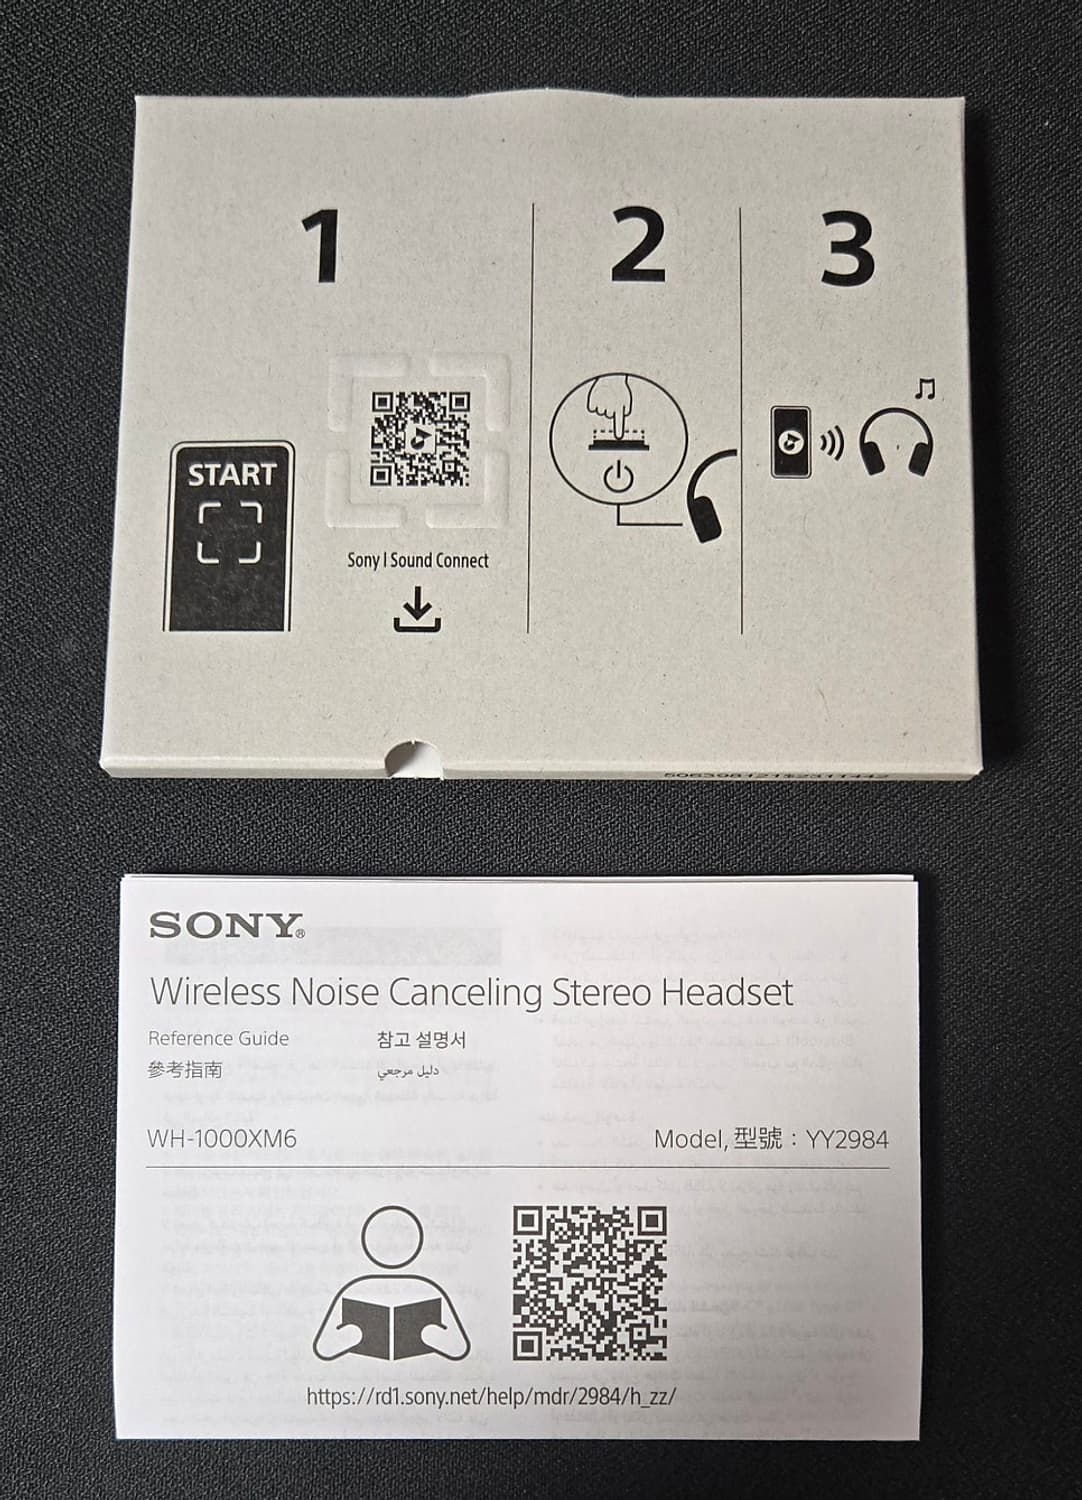 1
2
3
START
Sony | Sound Connect
SONY®
Wireless Noise Canceling Stereo Headset
Reference Guide
참고 설명서
參考指南
دليل مرجعي
WH-1000XM6
Model, 型號：YY2984
https://rd1.sony.net/help/mdr/2984/h_zz/